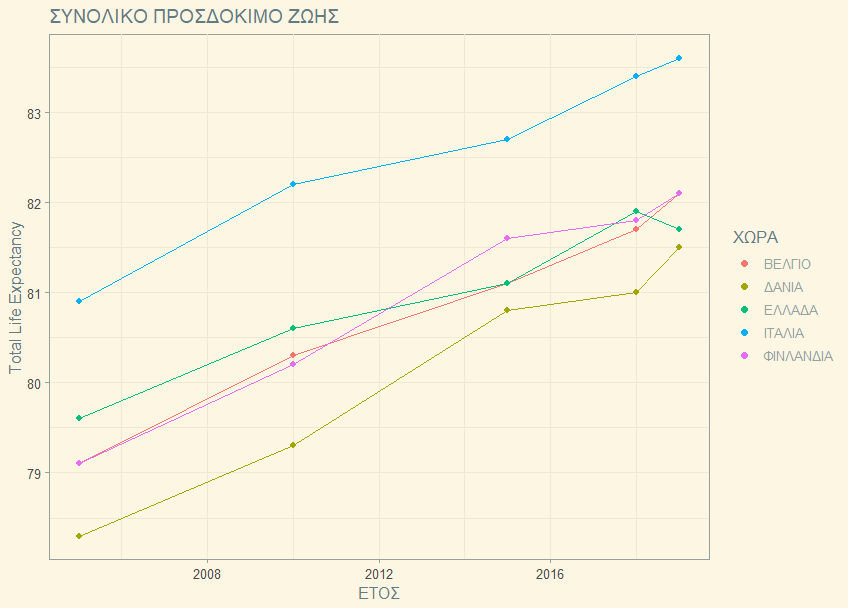 ΣΥΝΟΛΙΚΟ ΠΡΟΣΔΟΚΙΜΟ ΖΩΗΣ
83
82
81
80
79
Total Life Expectancy
2008
2012
2016
ΕΤΟΣ
ΧΩΡΑ
ΒΕΛΓΙΟ
ΔΑΝΙΑ
ΕΛΛΑΔΑ
ΙΤΑΛΙΑ
ΦΙΝΛΑΝΔΙΑ